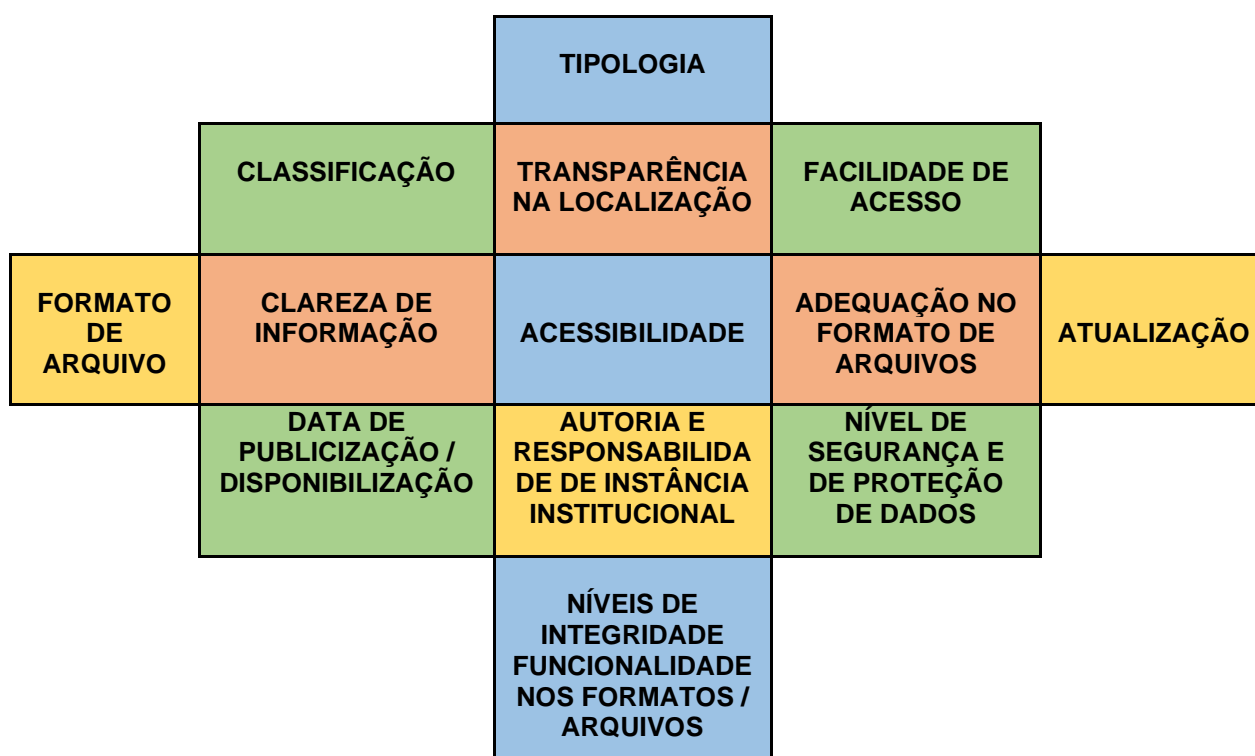 TIPOLOGIA
CLASSIFICAÇÃO
TRANSPARÊNCIA
NA LOCALIZAÇÃO
FACILIDADE DE
ACESSO
FORMATO
DE
ARQUIVO
CLAREZA DE
INFORMAÇÃO
ACESSIBILIDADE
ADEQUAÇÃO NO
FORMATO DE
ARQUIVOS
ATUALIZAÇÃO
DATA DE
PUBLICIZAÇÃO /
DISPONIBILIZAÇÃO
AUTORIA E
RESPONSABILIDA
DE DE INSTÂNCIA
INSTITUCIONAL
NÍVEL DE
SEGURANÇA E
DE PROTEÇÃO
DE DADOS
NÍVEIS DE
INTEGRIDADE
FUNCIONALIDADE
NOS FORMATOS /
ARQUIVOS